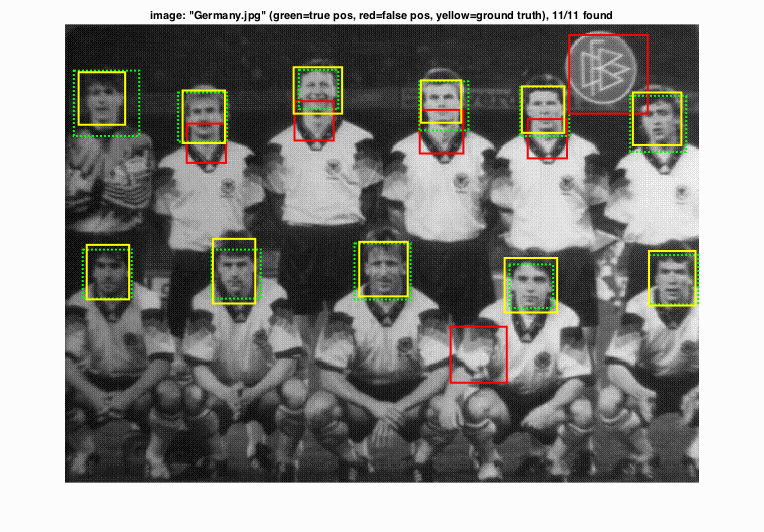 image: "Germany.jpg" (green=true pos, red=false pos, yellow=ground truth), 11/11 found